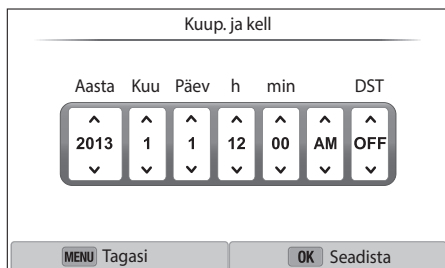 Kuup. ja kell
Aasta Kuu Päev h min DST
2013 1 1 12 00 AM OFF
MENU Tagasi OK Seadista